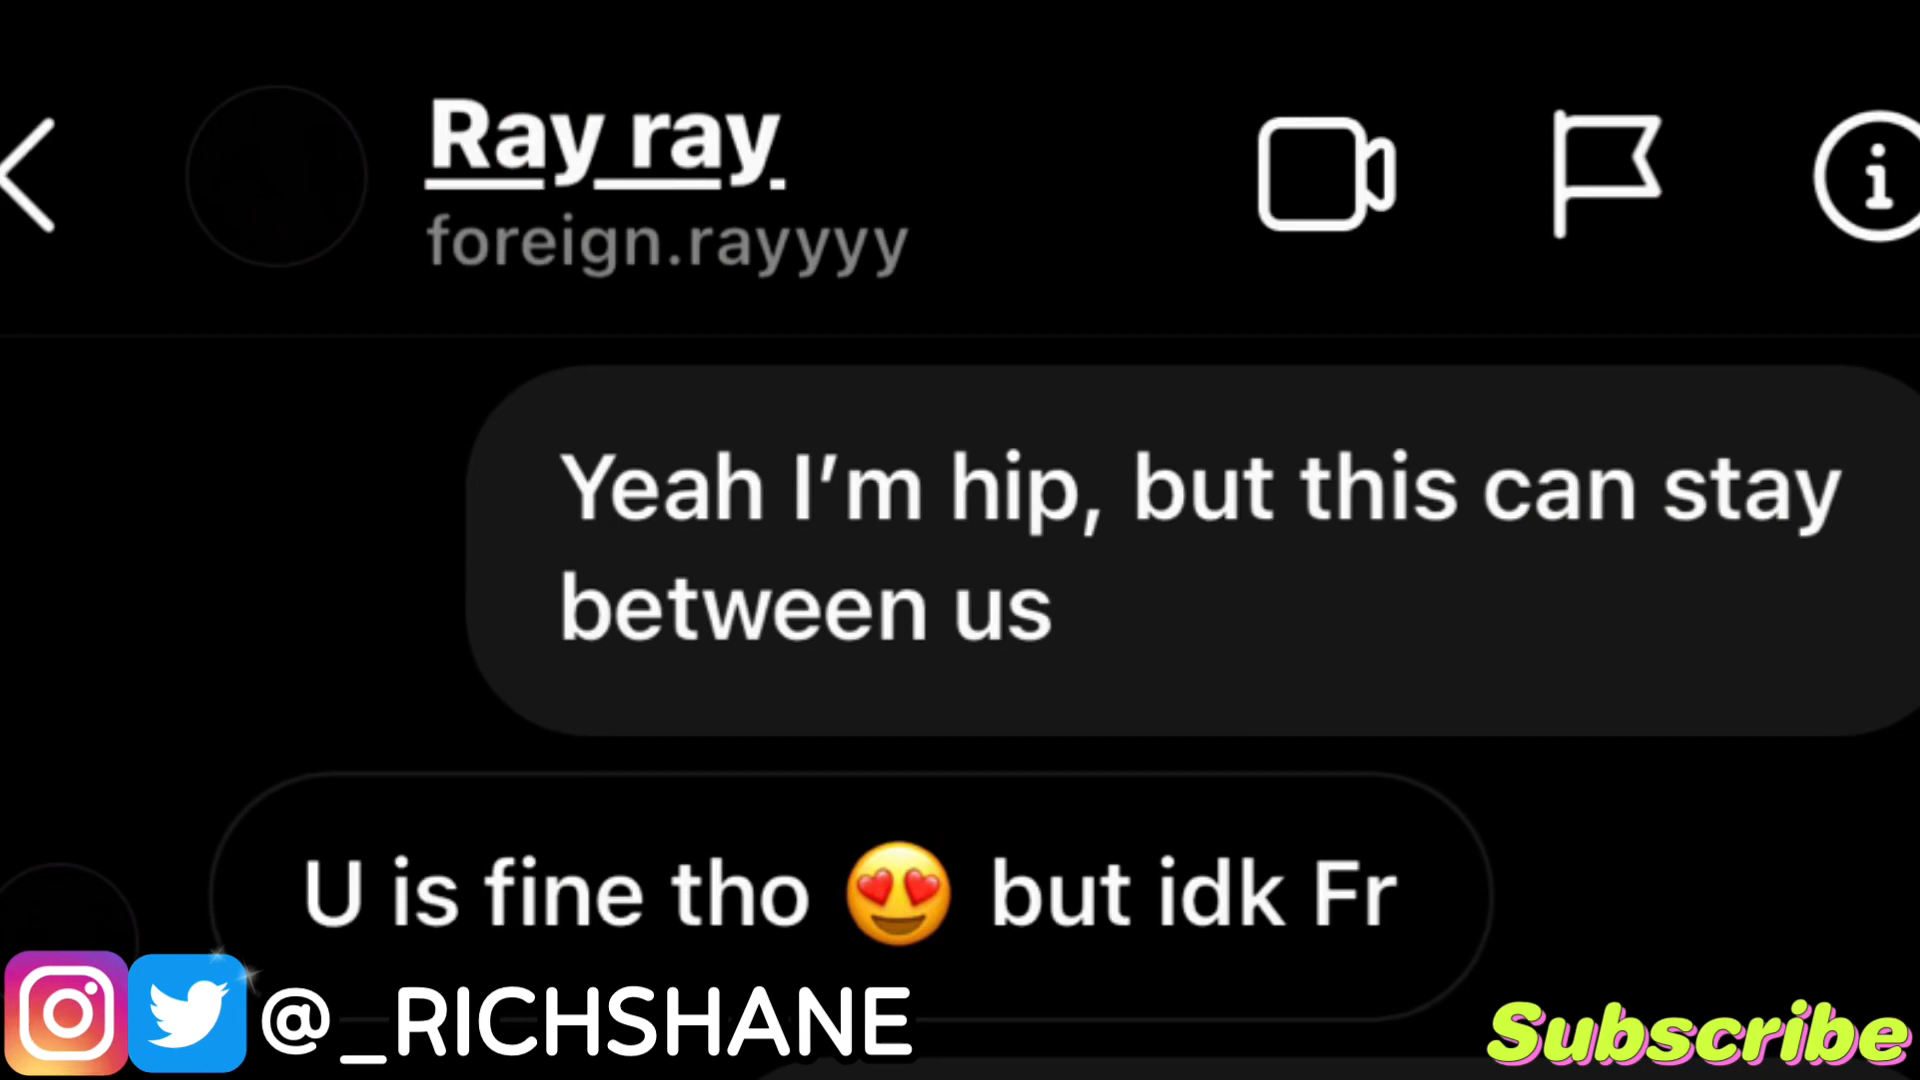 Ray ray
foreign.rayyyy
Yeah I’m hip, but this can stay
between us
U is fine tho 😍 but idk Fr
@_RICHSHANE
Subscribe